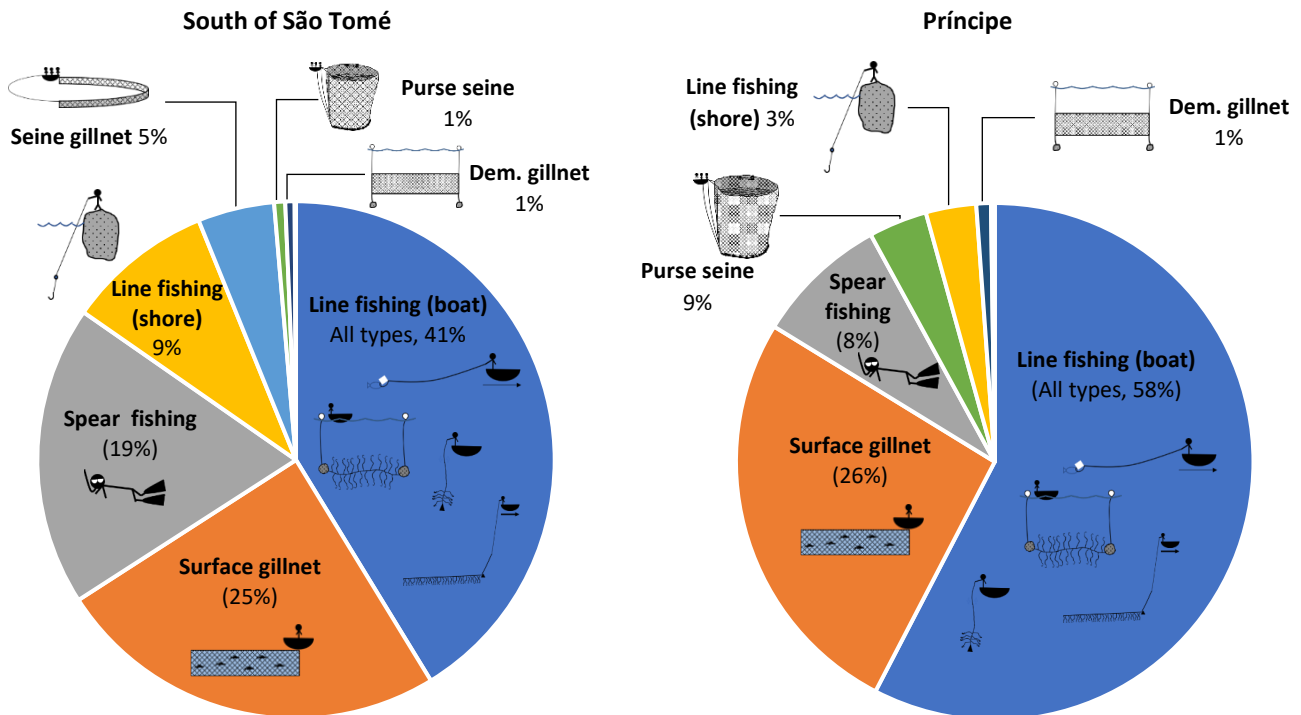 South of São Tomé
Seine gillnet 5%
Purse seine
1%
Dem. gillnet
1%
Line fishing
(shore)
9%
Line fishing (boat)
All types, 41%
Spear  fishing
(19%)
Surface gillnet
(25%)
Príncipe
Line fishing
(shore) 3%
Dem. gillnet
1%
Purse seine
9%
Spear
fishing
(8%)
Line fishing (boat)
(All types, 58%)
Surface gillnet
(26%)